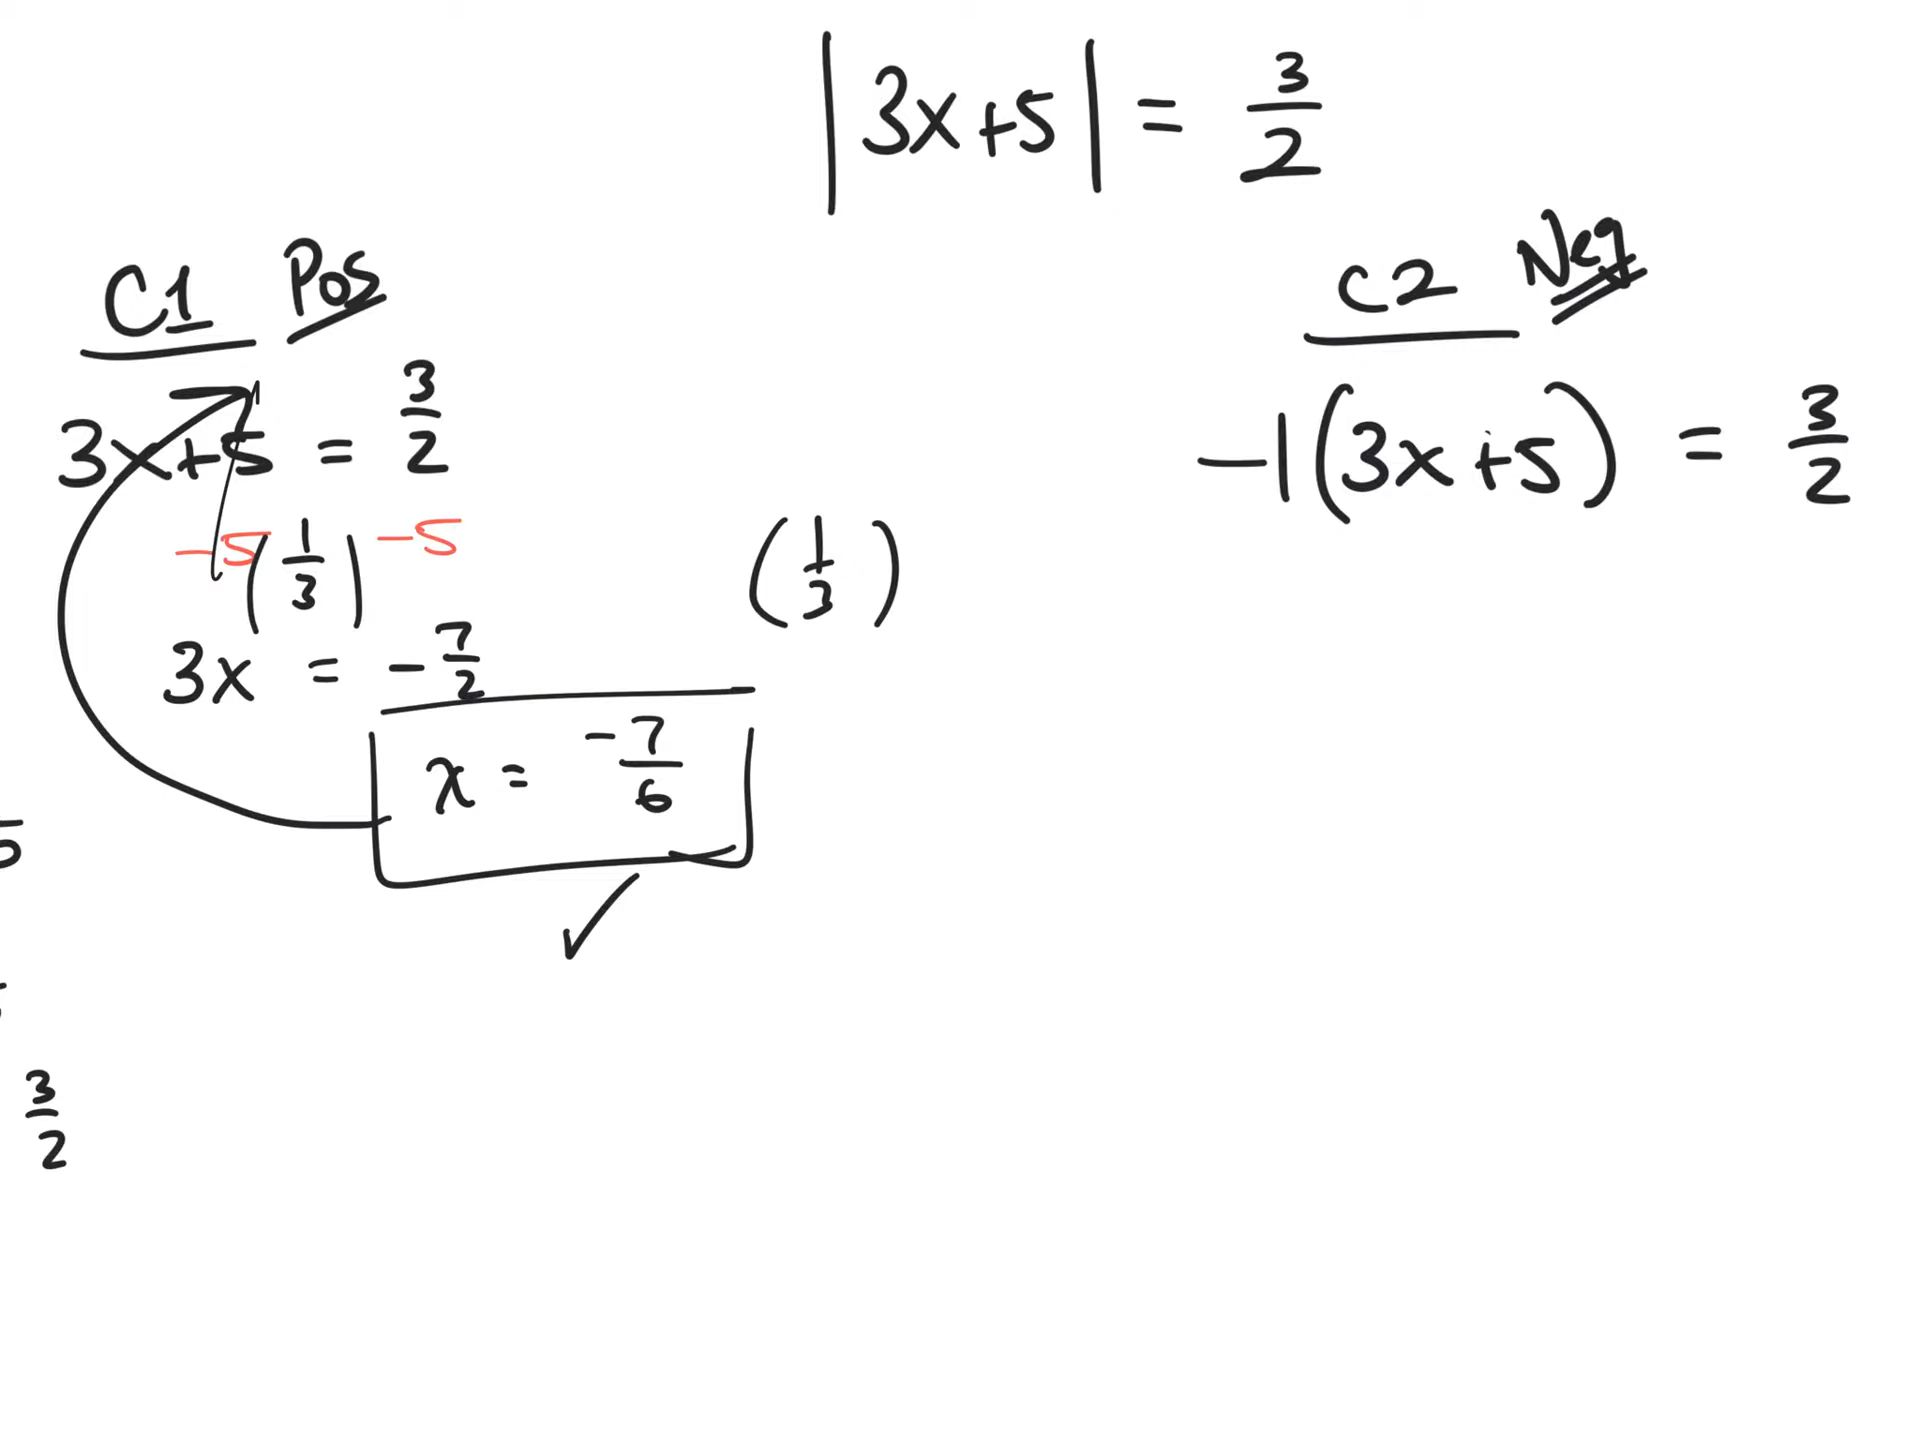 |3x+5| = 3/2
C1 Pos
3x+5 = 3/2
-5 -5
(1/3) (1/3)
3x = -7/2
x = -7/6
C2 Neg
-1(3x+5) = 3/2
3/2